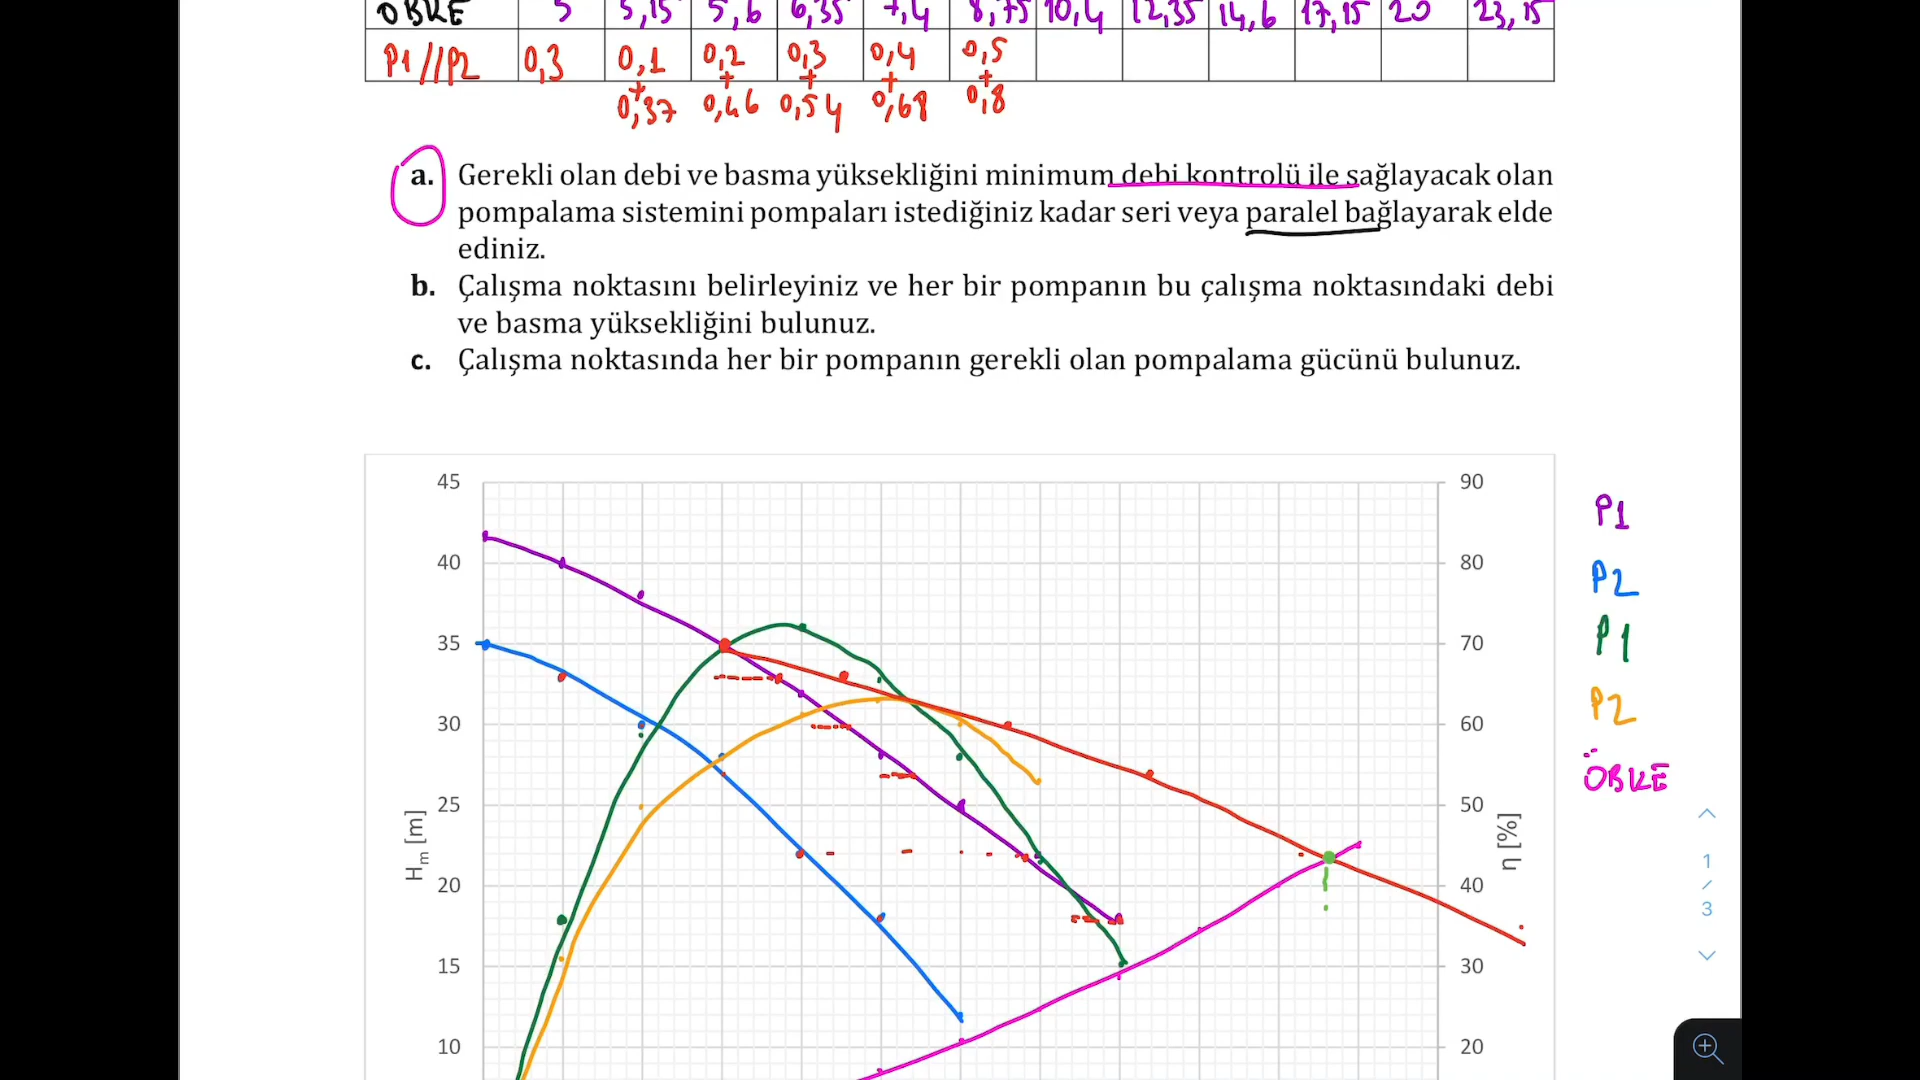 ÖBKE 5 5,15 5,6 6,35 7,4 8,75 10,4 12,35 14,6 17,15 20 23,15
P1//P2 0,3 0,1 0,2 0,3 0,4 0,5
+ + + + +
0,37 0,46 0,54 0,68 0,8
a. Gerekli olan debi ve basma yüksekliğini minimum debi kontrolü ile sağlayacak olan
pompalama sistemini pompaları istediğiniz kadar seri veya paralel bağlayarak elde
ediniz.
b. Çalışma noktasını belirleyiniz ve her bir pompanın bu çalışma noktasındaki debi
ve basma yüksekliğini bulunuz.
c. Çalışma noktasında her bir pompanın gerekli olan pompalama gücünü bulunuz.
45 90
P1
40 80
P2
35 70
P1
30 60
P2
ÖBKE
25 50
Hm [m]
η [%]
20 40
15 30
10 20
1
/
3